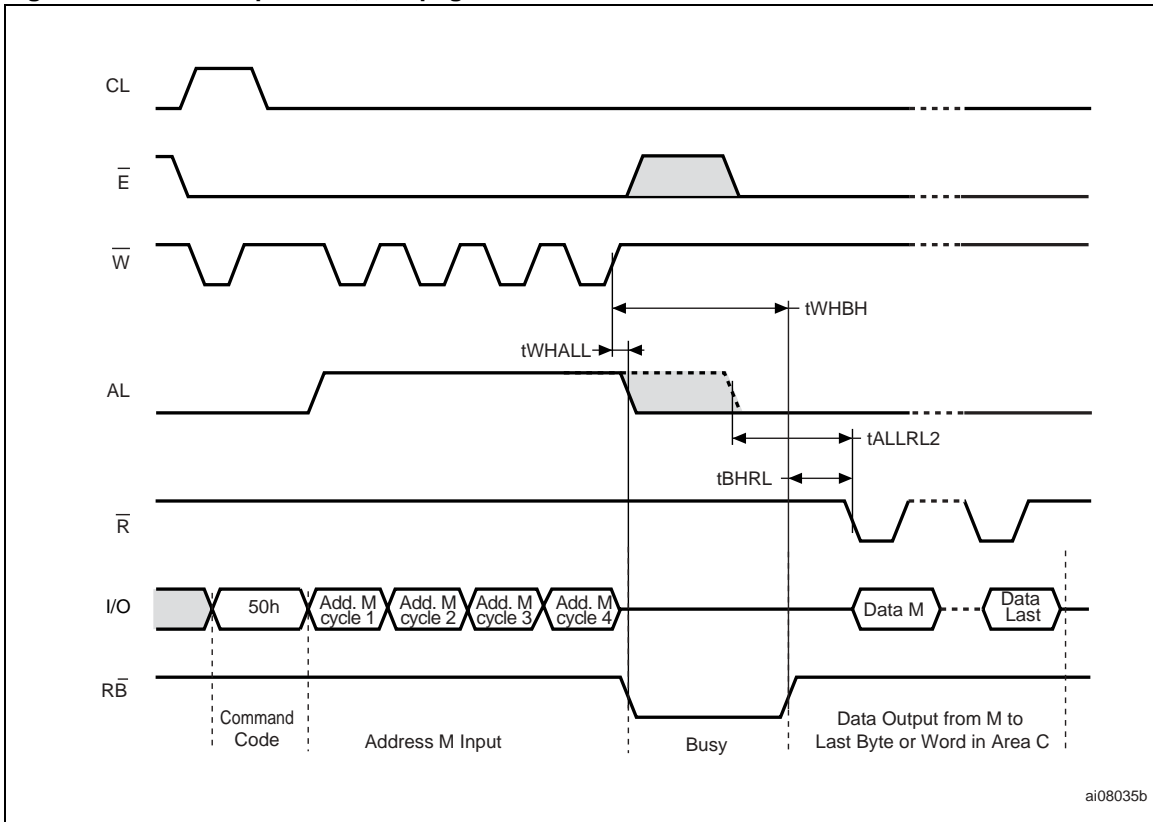 CL
E
W
tWHBH
tWHALL
AL
tALLRL2
tBHRL
R
I/O
50h
Add. M
cycle 1
Add. M
cycle 2
Add. M
cycle 3
Add. M
cycle 4
Data M
Data
Last
RB
Command
Code
Address M Input
Busy
Data Output from M to
Last Byte or Word in Area C
ai08035b